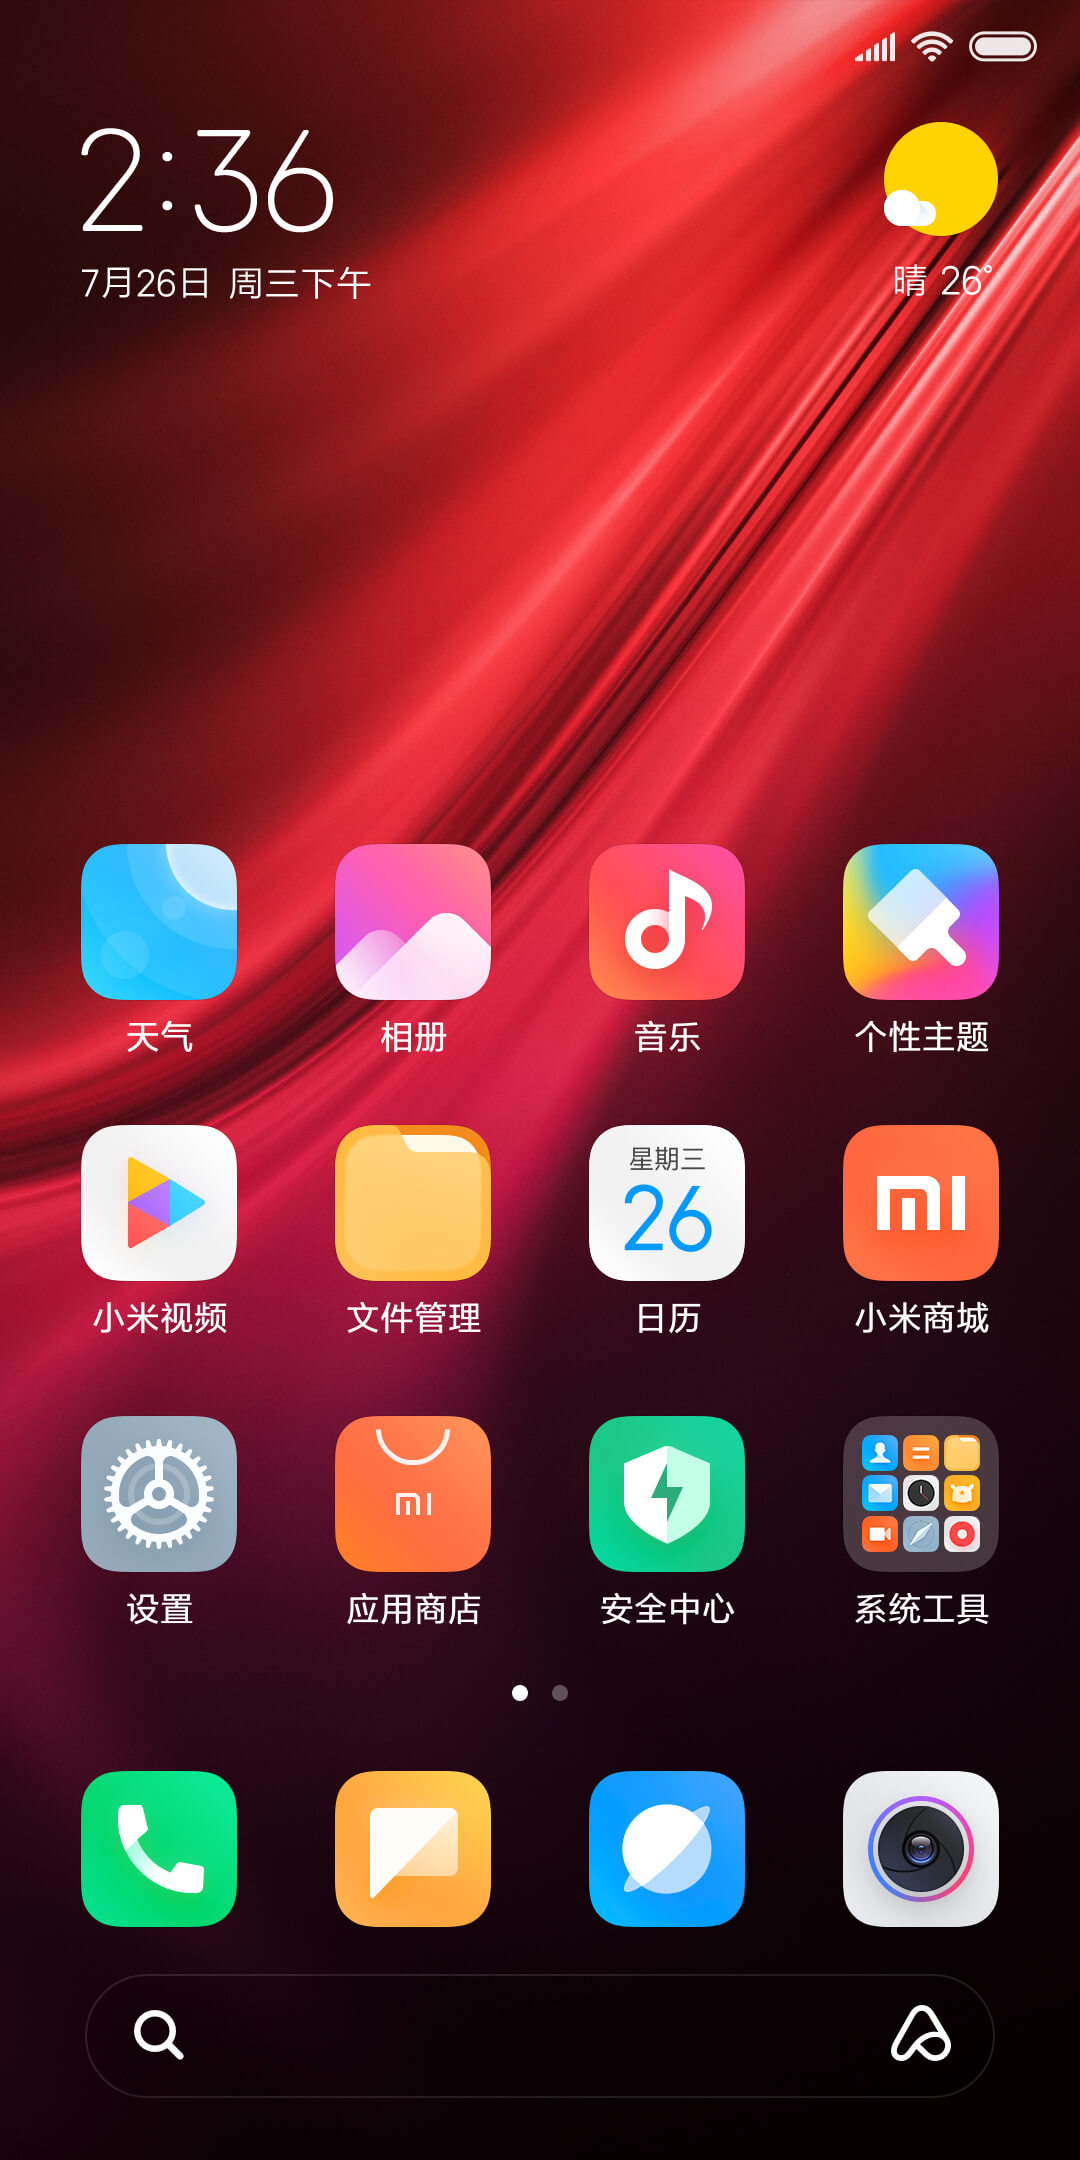 2:36
7月26日 周三下午
晴 26°
天气
相册
音乐
个性主题
星期三
26
mi
小米视频
文件管理
日历
小米商城
mi
设置
应用商店
安全中心
系统工具